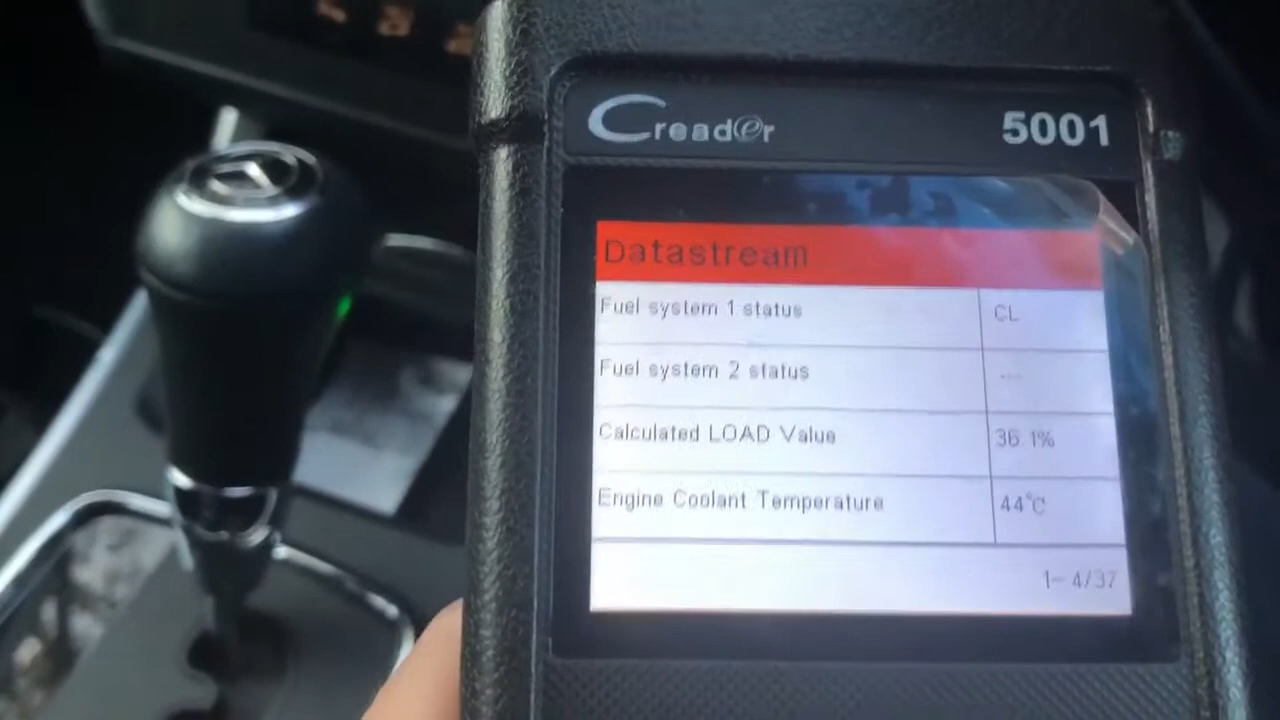 Creader
5001
Datastream
Fuel system 1 status CL
Fuel system 2 status ---
Calculated LOAD Value 36.1%
Engine Coolant Temperature 44°C
1- 4/37